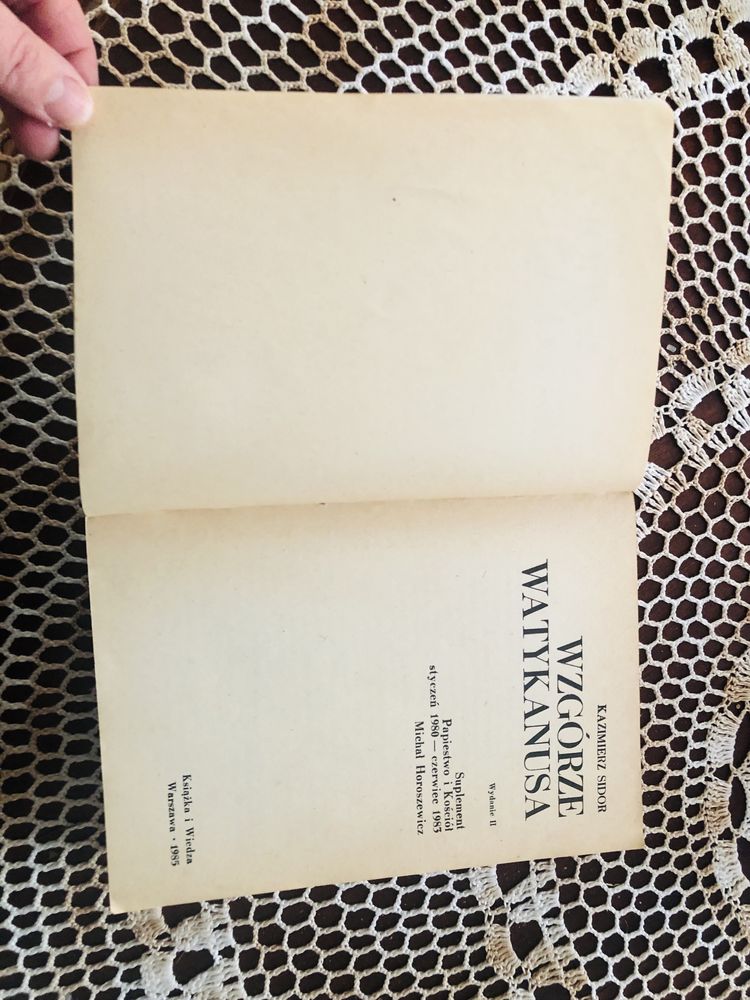 KAZIMIERZ SIDOR
WZGÓRZE
WATYKANUSA
Wydanie II
Suplement
Papiestwo i Kościół
styczeń 1980 — czerwiec 1983
Michał Horoszewicz
Książka i Wiedza
Warszawa · 1985